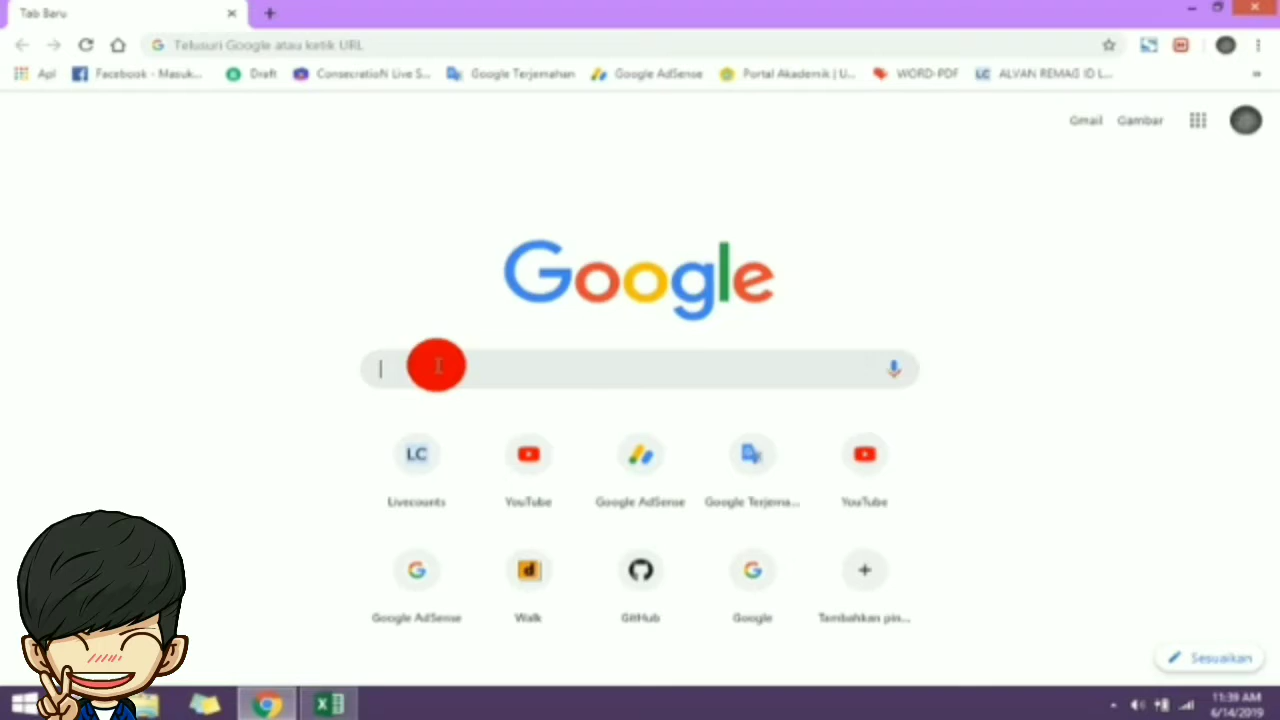 Tab Baru
Telusuri Google atau ketik URL
Apl Facebook - Masuk... Draft ConsecratioN Live S... Google Terjemahan Google AdSense Portal Akademik | U... WORD-PDF LC ALVAN REMAG ID L...
Gmail Gambar
Google
LC
Livecounts YouTube Google AdSense Google Terjema... YouTube
Google AdSense Walk GitHub Google Tambahkan pin...
Sesuaikan
11:39 AM
6/14/2019